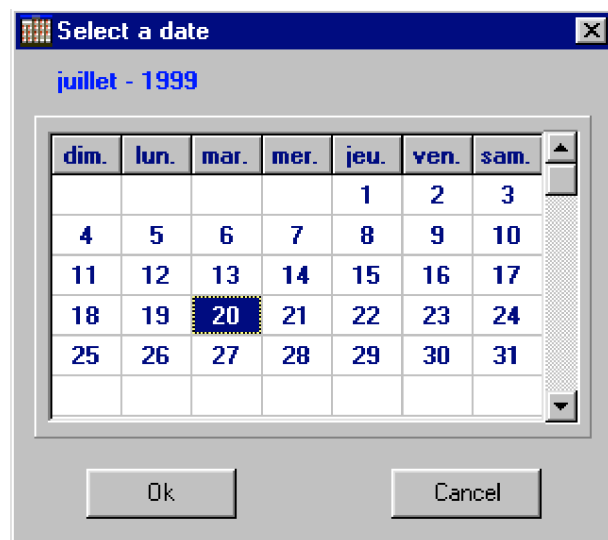 Select a date
juillet - 1999
dim. lun. mar. mer. jeu. ven. sam.
1 2 3
4 5 6 7 8 9 10
11 12 13 14 15 16 17
18 19 20 21 22 23 24
25 26 27 28 29 30 31
Ok Cancel